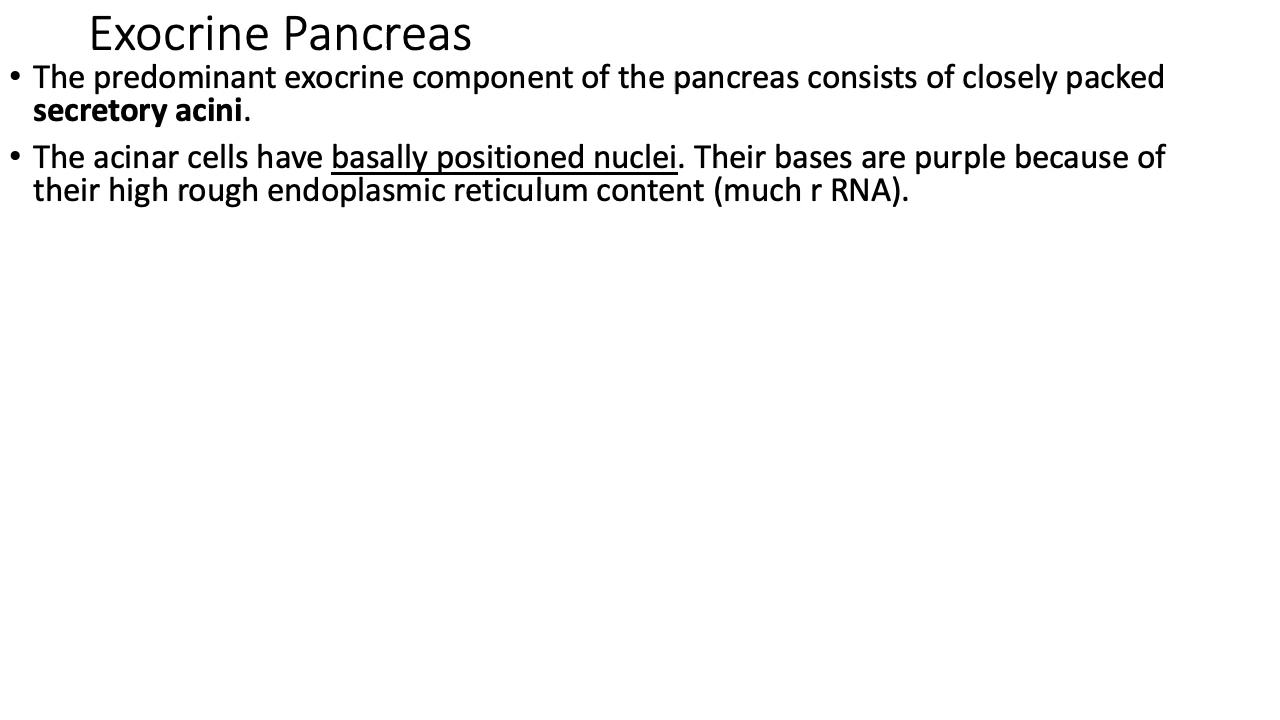 Exocrine Pancreas
• The predominant exocrine component of the pancreas consists of closely packed
secretory acini.
• The acinar cells have basally positioned nuclei. Their bases are purple because of
their high rough endoplasmic reticulum content (much r RNA).